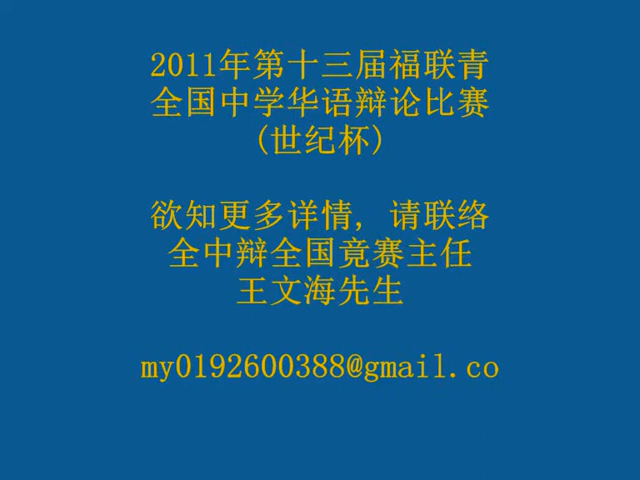 2011年第十三届福联青
全国中学华语辩论比赛
(世纪杯)
欲知更多详情, 请联络
全中辩全国竟赛主任
王文海先生
my0192600388@gmail.co